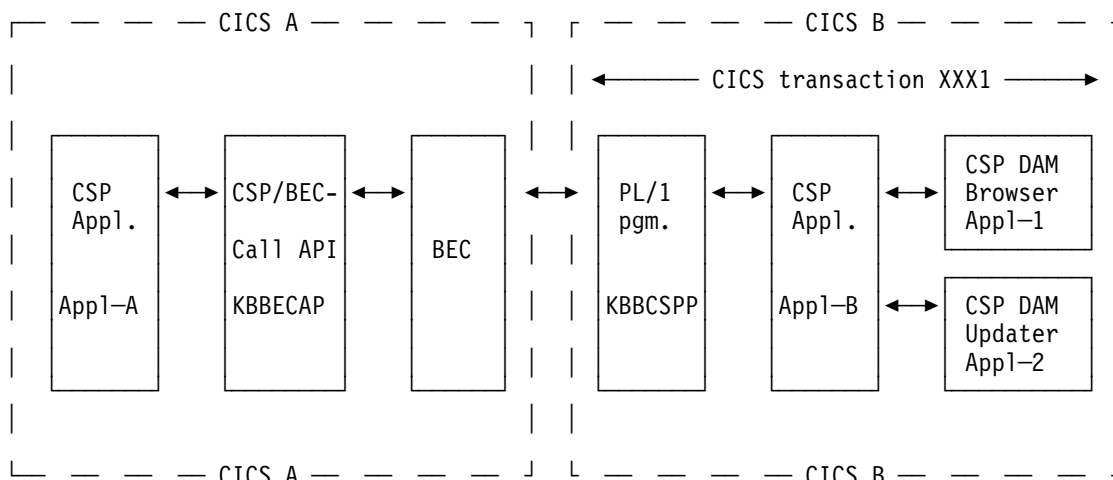 CICS A CICS B
CICS transaction XXX1
CSP DAM
CSP CSP/BEC- PL/1 CSP Browser
Appl. pgm. Appl. Appl-1
Call API BEC
Appl-A KBBECAP KBBCSPP Appl-B CSP DAM
Updater
Appl-2
CICS A CICS B